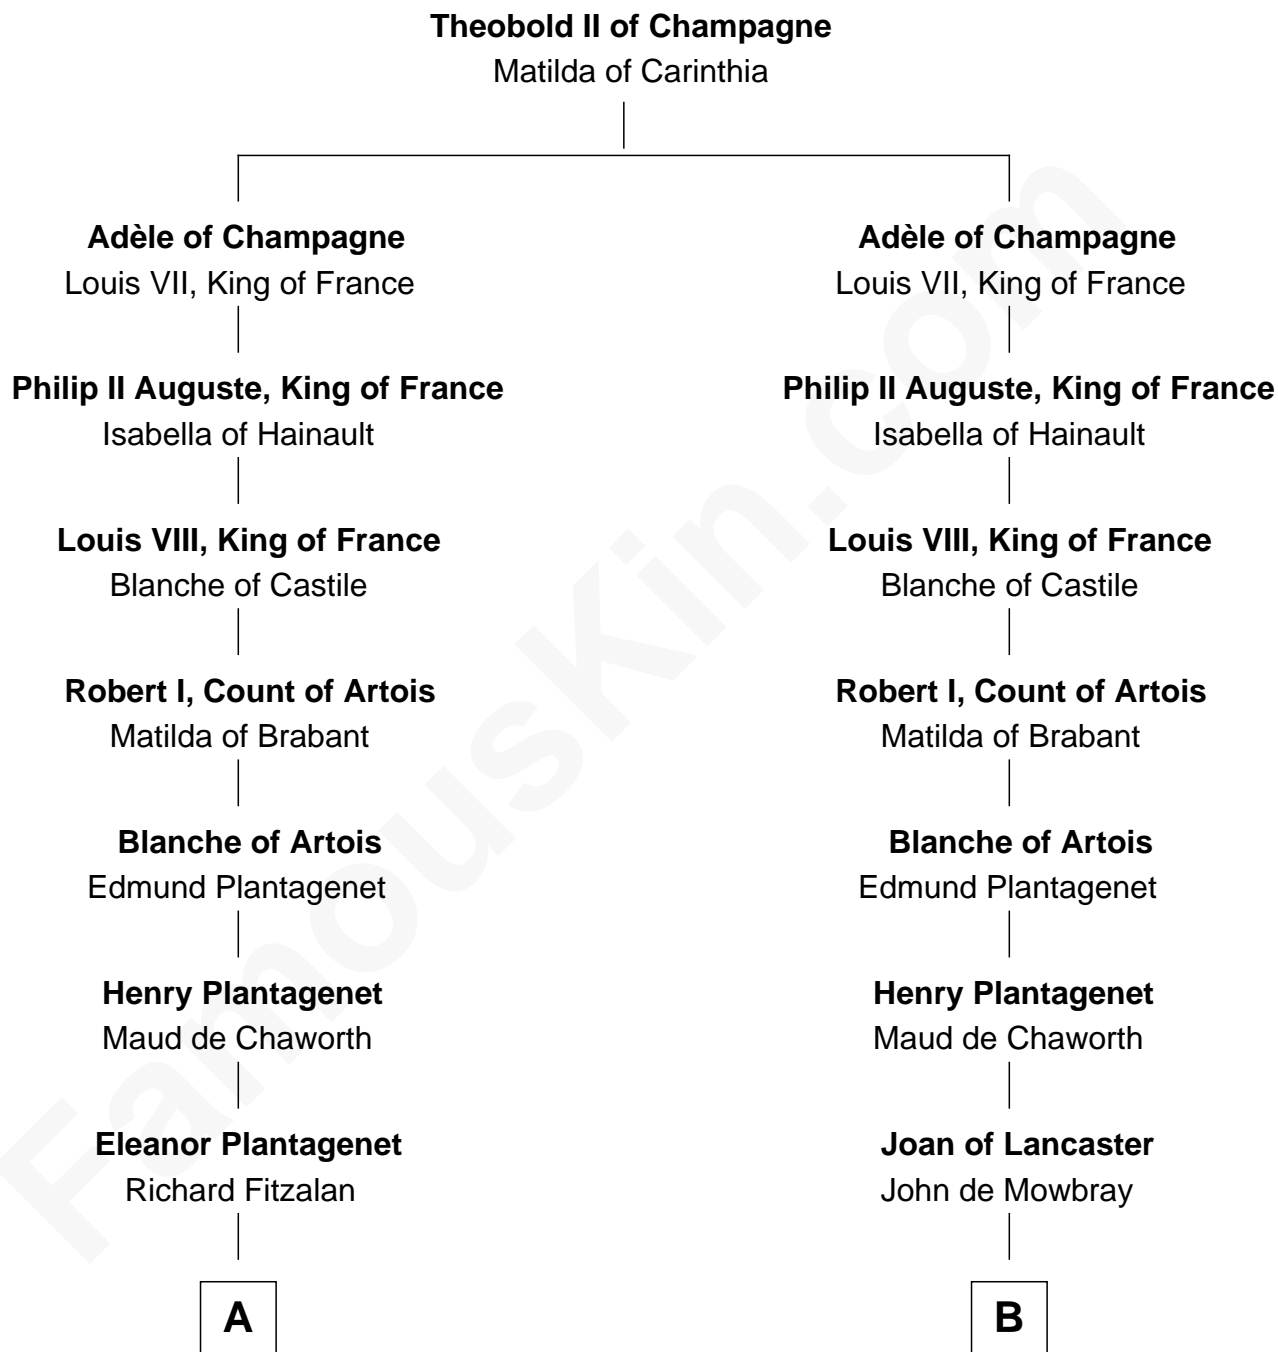 Theobold II of Champagne
Matilda of Carinthia
Adèle of Champagne
Louis VII, King of France
Philip II Auguste, King of France
Isabella of Hainault
Louis VIII, King of France
Blanche of Castile
Robert I, Count of Artois
Matilda of Brabant
Blanche of Artois
Edmund Plantagenet
Henry Plantagenet
Maud de Chaworth
Eleanor Plantagenet
Richard Fitzalan
A
Adèle of Champagne
Louis VII, King of France
Philip II Auguste, King of France
Isabella of Hainault
Louis VIII, King of France
Blanche of Castile
Robert I, Count of Artois
Matilda of Brabant
Blanche of Artois
Edmund Plantagenet
Henry Plantagenet
Maud de Chaworth
Joan of Lancaster
John de Mowbray
B
FamousKin.com